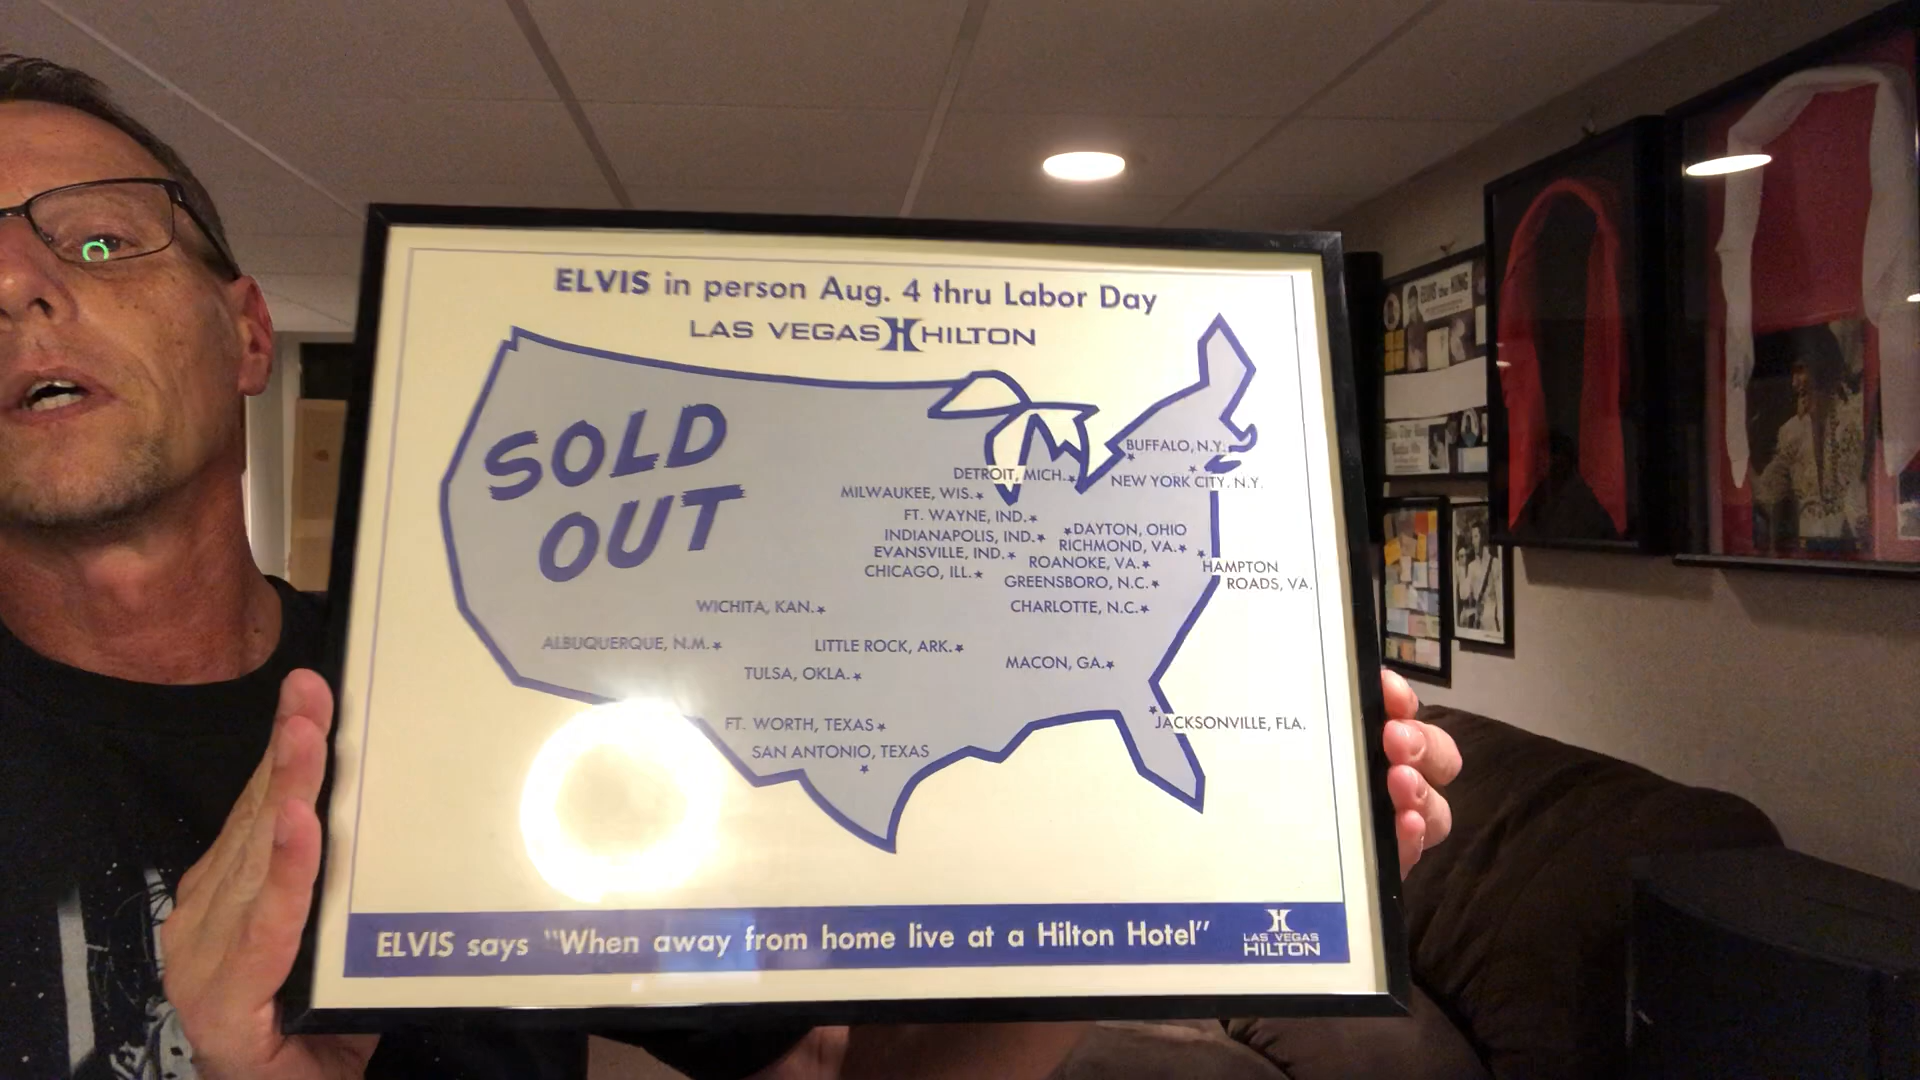 ELVIS in person Aug. 4 thru Labor Day
LAS VEGAS HILTON
SOLD
OUT
BUFFALO, N.Y.
DETROIT, MICH.
NEW YORK CITY, N.Y.
MILWAUKEE, WIS.
FT. WAYNE, IND.
DAYTON, OHIO
INDIANAPOLIS, IND.
RICHMOND, VA.
EVANSVILLE, IND.
ROANOKE, VA.
HAMPTON
ROADS, VA.
CHICAGO, ILL.
GREENSBORO, N.C.
WICHITA, KAN.
CHARLOTTE, N.C.
ALBUQUERQUE, N.M.
LITTLE ROCK, ARK.
MACON, GA.
TULSA, OKLA.
FT. WORTH, TEXAS
JACKSONVILLE, FLA.
SAN ANTONIO, TEXAS
ELVIS says "When away from home live at a Hilton Hotel"
LAS VEGAS
HILTON
ELVIS the KING